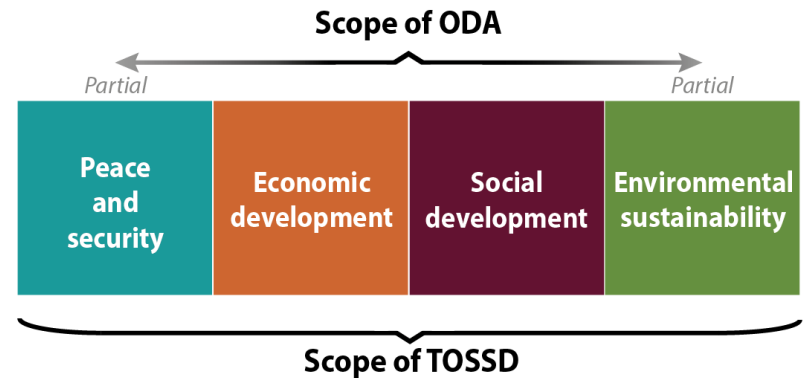 Scope of ODA
Partial
Partial
Peace
and
security
Economic
development
Social
development
Environmental
sustainability
Scope of TOSSD